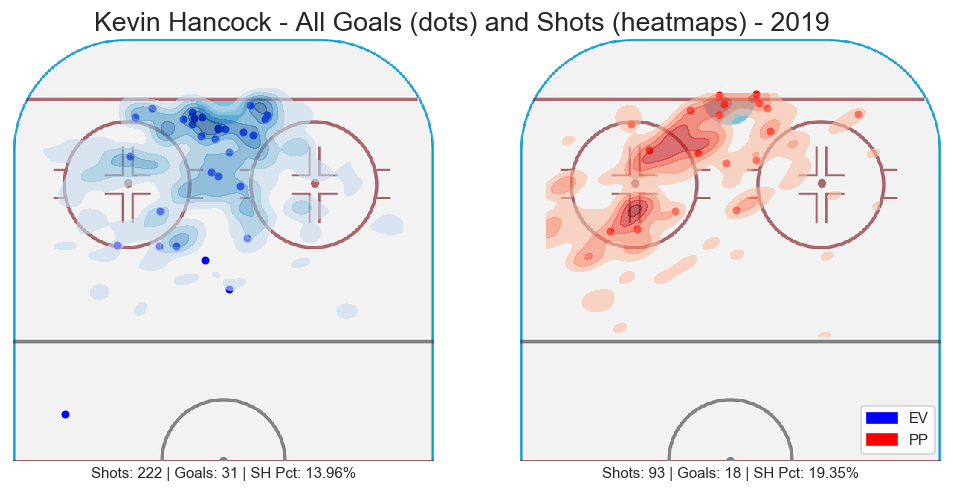 Kevin Hancock - All Goals (dots) and Shots (heatmaps) - 2019
EV
PP
Shots: 222 | Goals: 31 | SH Pct: 13.96%
Shots: 93 | Goals: 18 | SH Pct: 19.35%